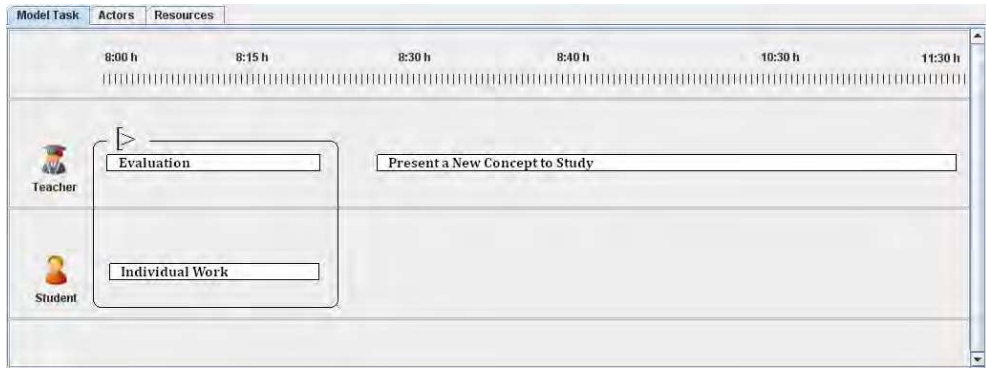 Model Task Actors Resources
8:00 h 8:15 h 8:30 h 8:40 h 10:30 h 11:30 h
[>
Evaluation Present a New Concept to Study
Teacher
Individual Work
Student